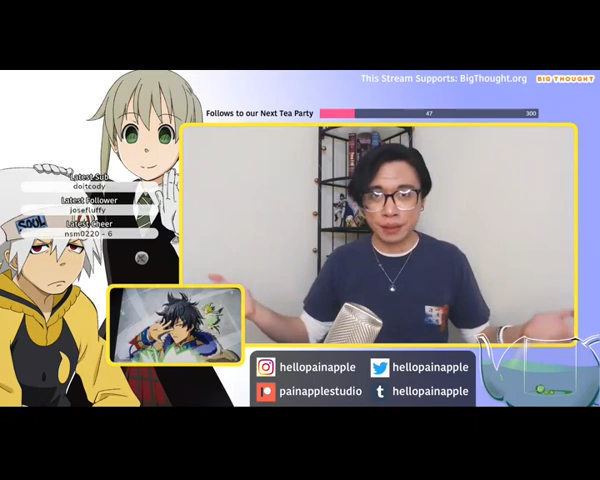 This Stream Supports: BigThought.org
BIG THOUGHT
Follows to our Next Tea Party
47
300
Latest Sub
doitcody
Latest Follower
josefluffy
Latest Cheer
nsm0220 - 6
SOUL
hellopainapple
hellopainapple
painapplestudio
hellopainapple